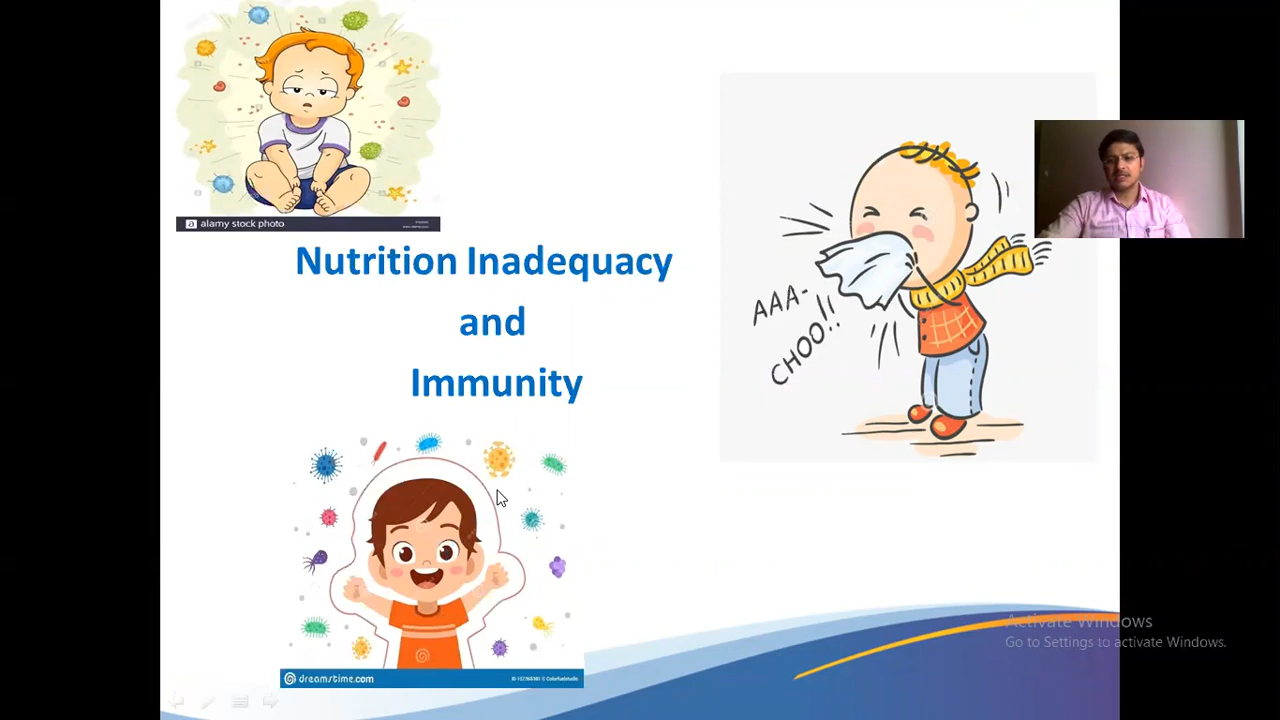 a alamy stock photo
Nutrition Inadequacy
and
Immunity
AAA-
CHOO!!
dreamstime.com
Activate Windows
Go to Settings to activate Windows.